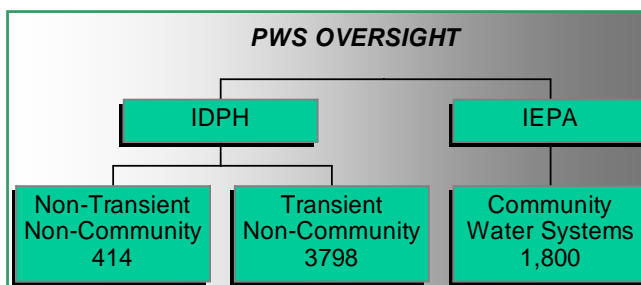 PWS OVERSIGHT
IDPH
IEPA
Non-Transient
Non-Community
414
Transient
Non-Community
3798
Community
Water Systems
1,800